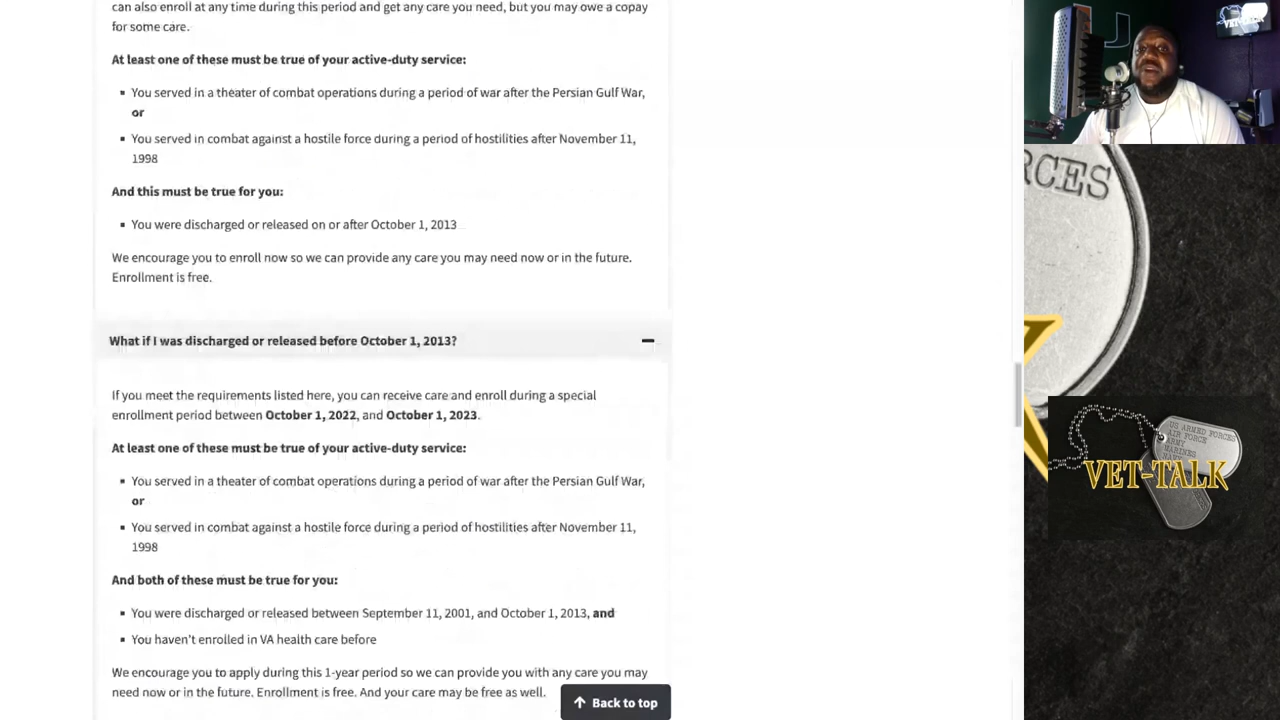 can also enroll at any time during this period and get any care you need, but you may owe a copay
for some care.
At least one of these must be true of your active-duty service:
▪ You served in a theater of combat operations during a period of war after the Persian Gulf War,
or
▪ You served in combat against a hostile force during a period of hostilities after November 11,
1998
And this must be true for you:
▪ You were discharged or released on or after October 1, 2013
We encourage you to enroll now so we can provide any care you may need now or in the future.
Enrollment is free.
What if I was discharged or released before October 1, 2013?
If you meet the requirements listed here, you can receive care and enroll during a special
enrollment period between October 1, 2022, and October 1, 2023.
At least one of these must be true of your active-duty service:
▪ You served in a theater of combat operations during a period of war after the Persian Gulf War,
or
▪ You served in combat against a hostile force during a period of hostilities after November 11,
1998
And both of these must be true for you:
▪ You were discharged or released between September 11, 2001, and October 1, 2013, and
▪ You haven't enrolled in VA health care before
We encourage you to apply during this 1-year period so we can provide you with any care you may
need now or in the future. Enrollment is free. And your care may be free as well.
Back to top
VET-TALK
RCES
US ARMED FORCES
AIR FORCE
ARMY
MARINES
NAVY
VET-TALK